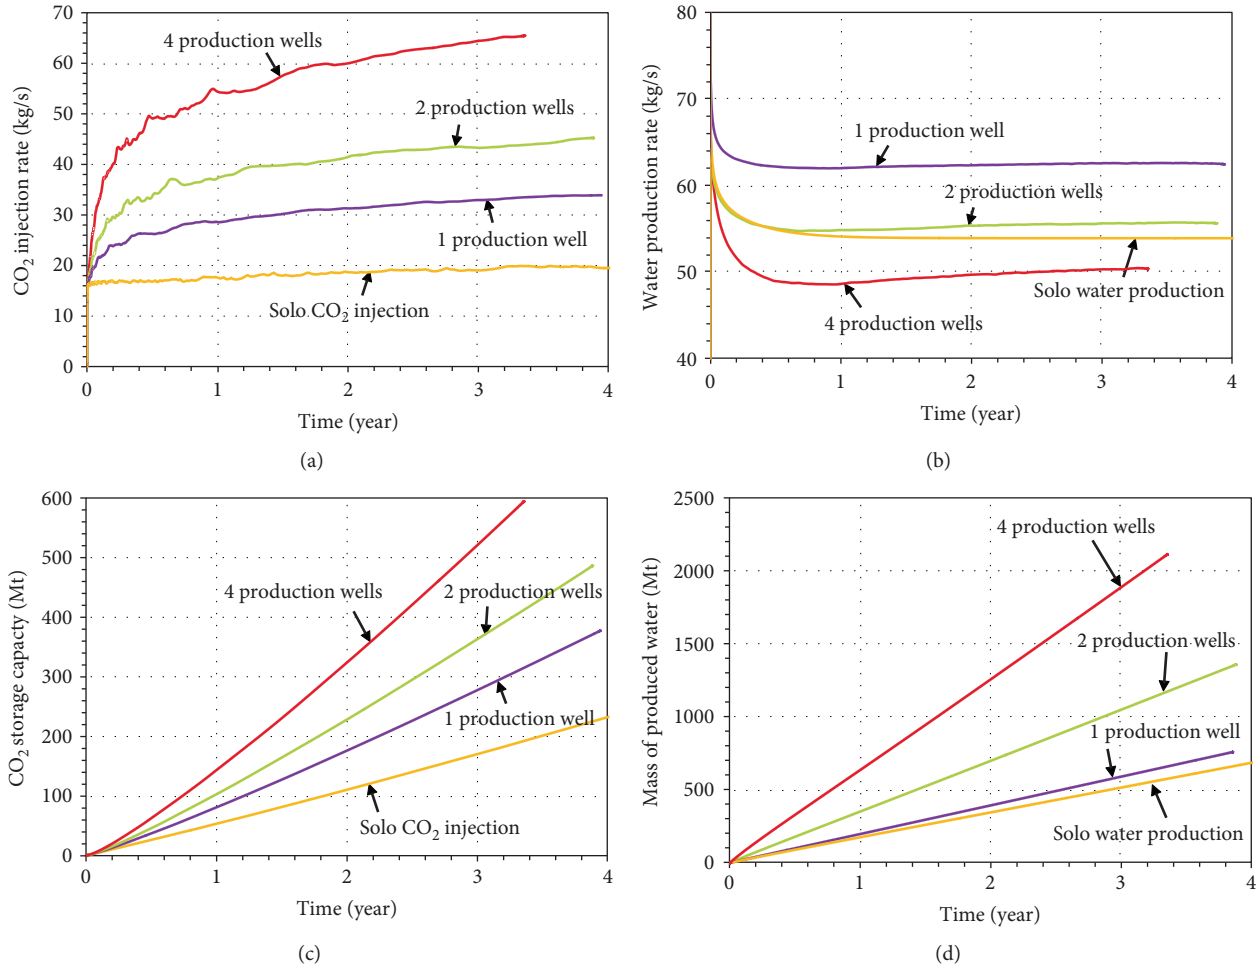 70
60
50
40
30
20
10
0
CO₂ injection rate (kg/s)
4 production wells
2 production wells
1 production well
Solo CO₂ injection
0 1 2 3 4
Time (year)
(a)
80
70
60
50
40
Water production rate (kg/s)
1 production well
2 production wells
Solo water production
4 production wells
0 1 2 3 4
Time (year)
(b)
600
500
400
300
200
100
0
CO₂ storage capacty (Mt)
4 production wells
2 production wells
1 production well
Solo CO₂ injection
0 1 2 3 4
Time (year)
(c)
2500
2000
1500
1000
500
0
Mass of produced water (Mt)
4 production wells
2 production wells
1 production well
Solo water production
0 1 2 3 4
Time (year)
(d)